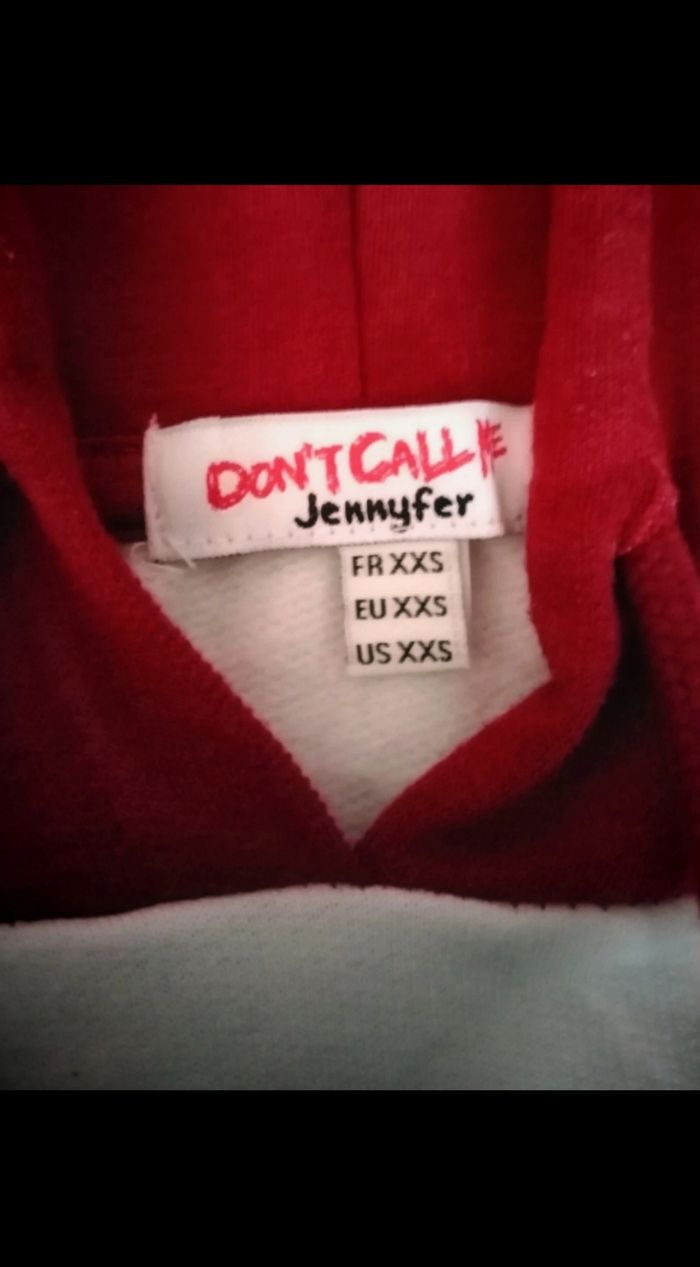 DON'T CALL ME
Jennyfer
FR XXS
EU XXS
US XXS